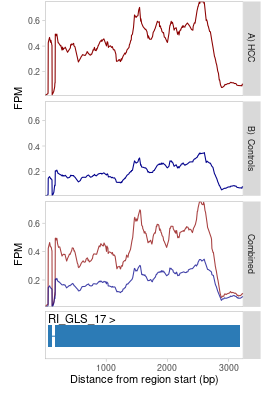 0.6
0.4
0.2
A) HCC
FPM
0.6
0.4
0.2
B) Controls
0.6
0.4
0.2
FPM
Combined
RI_GLS_17 >
1000 2000 3000
Distance from region start (bp)